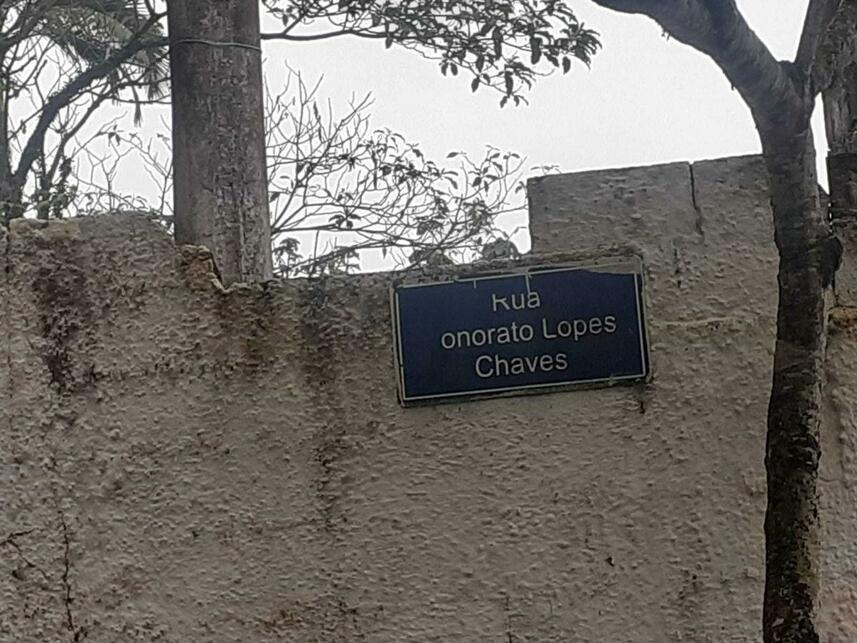 Rua
onorato Lopes
Chaves